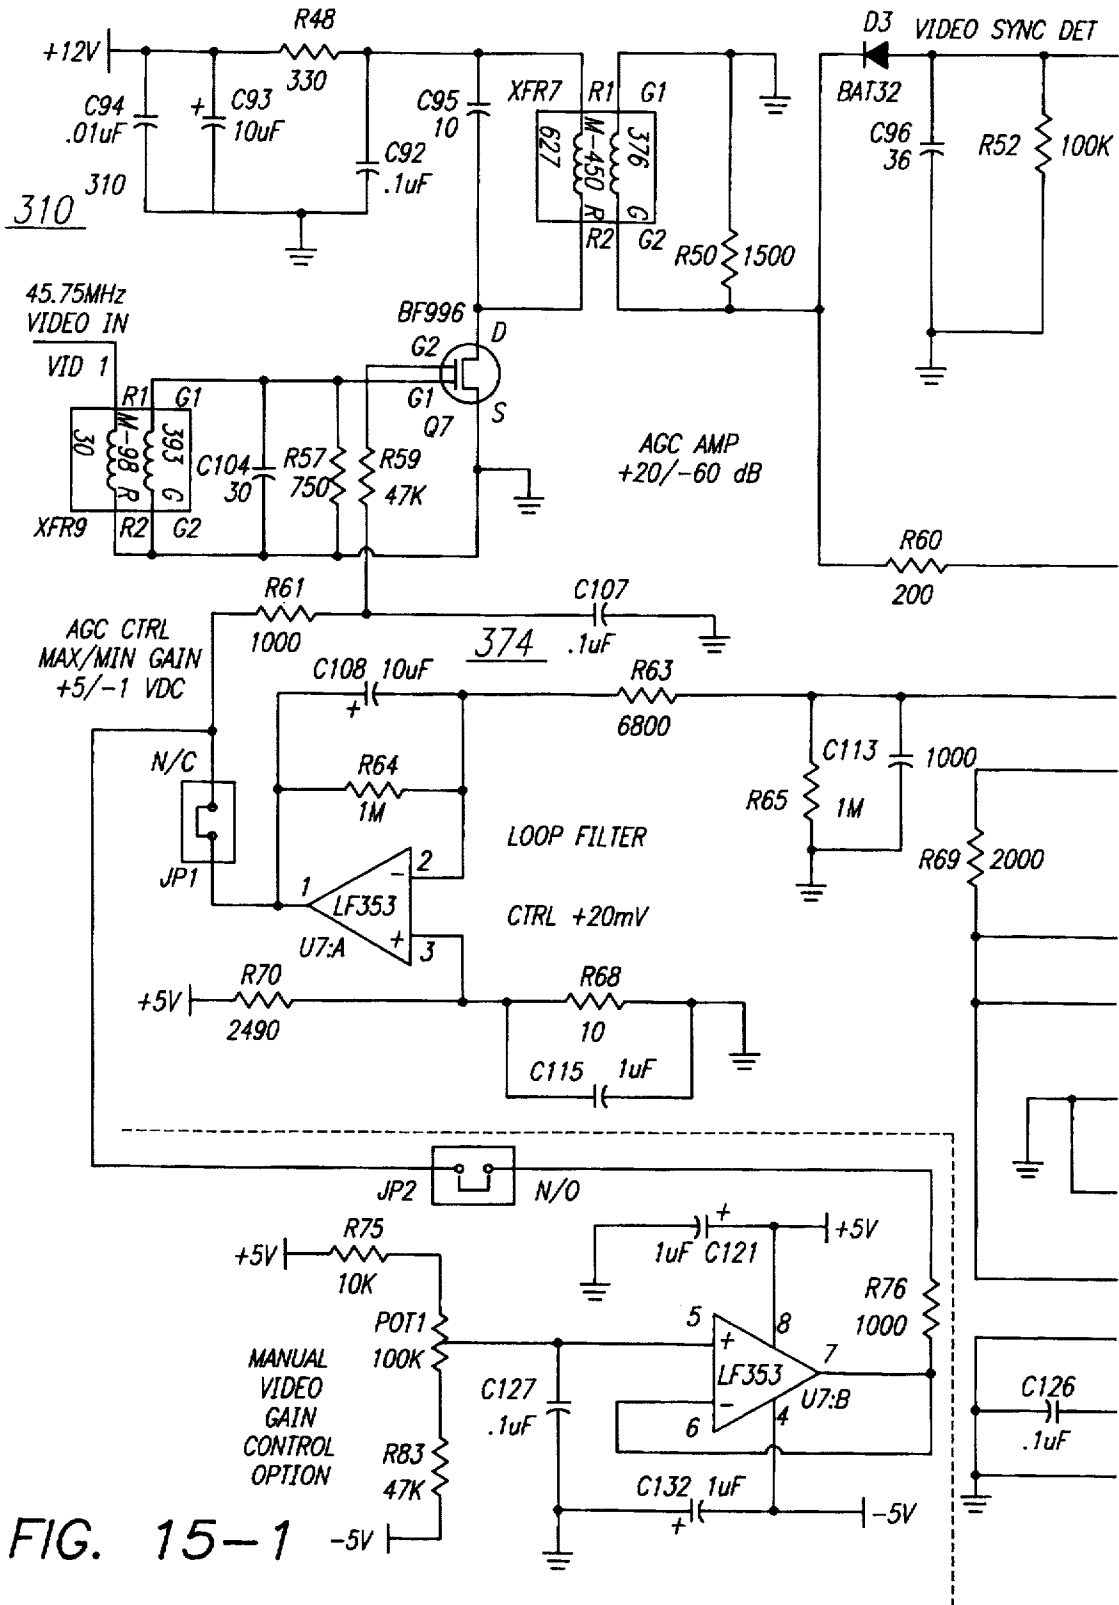 R48
D3
VIDEO SYNC DET
+12V
330
BAT32
C94
.01uF
+
C93
10uF
C92
.1uF
C95
10
XFR7
R1
G1
627
M-450
376
R
G
R2
G2
C96
36
R52
100K
310
310
R50
1500
45.75MHz
VIDEO IN
VID 1
BF996
D
G2
G1
S
Q7
R1
G1
30
M-98
393
R
G
XFR9
R2
G2
C104
30
R57
750
R59
47K
AGC AMP
+20/-60 dB
R60
200
R61
1000
C107
.1uF
374
AGC CTRL
MAX/MIN GAIN
+5/-1 VDC
C108 10uF
+
R63
6800
N/C
R64
1M
C113
1000
R65
1M
JP1
LOOP FILTER
R69
2000
1
2
-
LF353
+
3
U7:A
CTRL +20mV
R70
+5V
2490
R68
10
C115
1uF
JP2
N/O
R75
+5V
10K
+
+5V
1uF C121
R76
1000
POT1
100K
5
8
+
7
LF353
-
6
4
U7:B
MANUAL
VIDEO
GAIN
CONTROL
OPTION
C127
.1uF
C126
.1uF
R83
47K
C132 1uF
+
-5V
-5V
FIG. 15-1